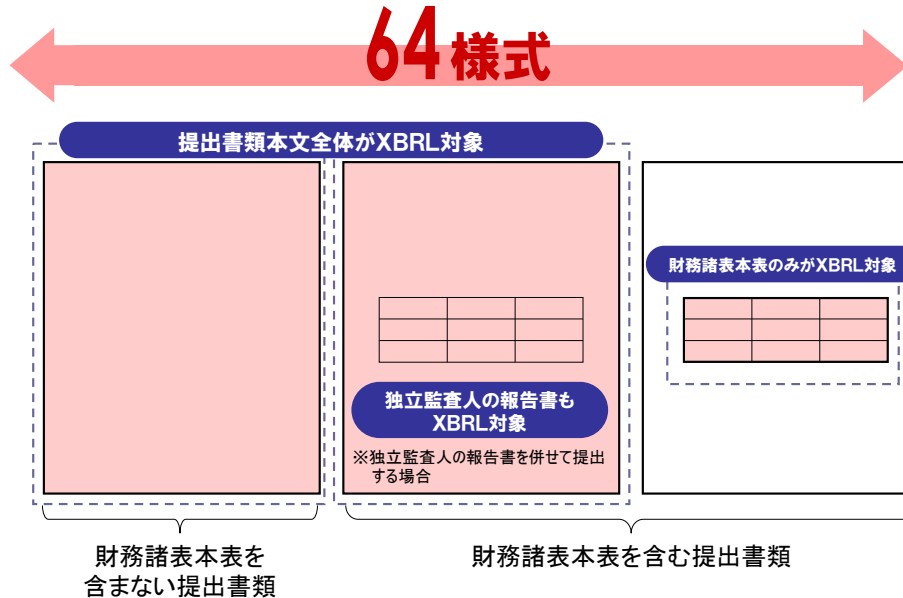 64様式
提出書類本文全体がXBRL対象
財務諸表本表のみがXBRL対象
独立監査人の報告書も
XBRL対象
※独立監査人の報告書を併せて提出
する場合
財務諸表本表を
含まない提出書類
財務諸表本表を含む提出書類